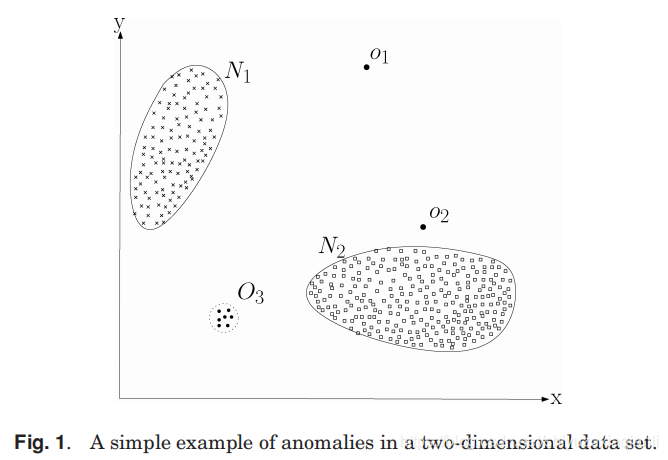 y
N1
o1
o2
N2
O3
x
Fig. 1. A simple example of anomalies in a two-dimensional data set.